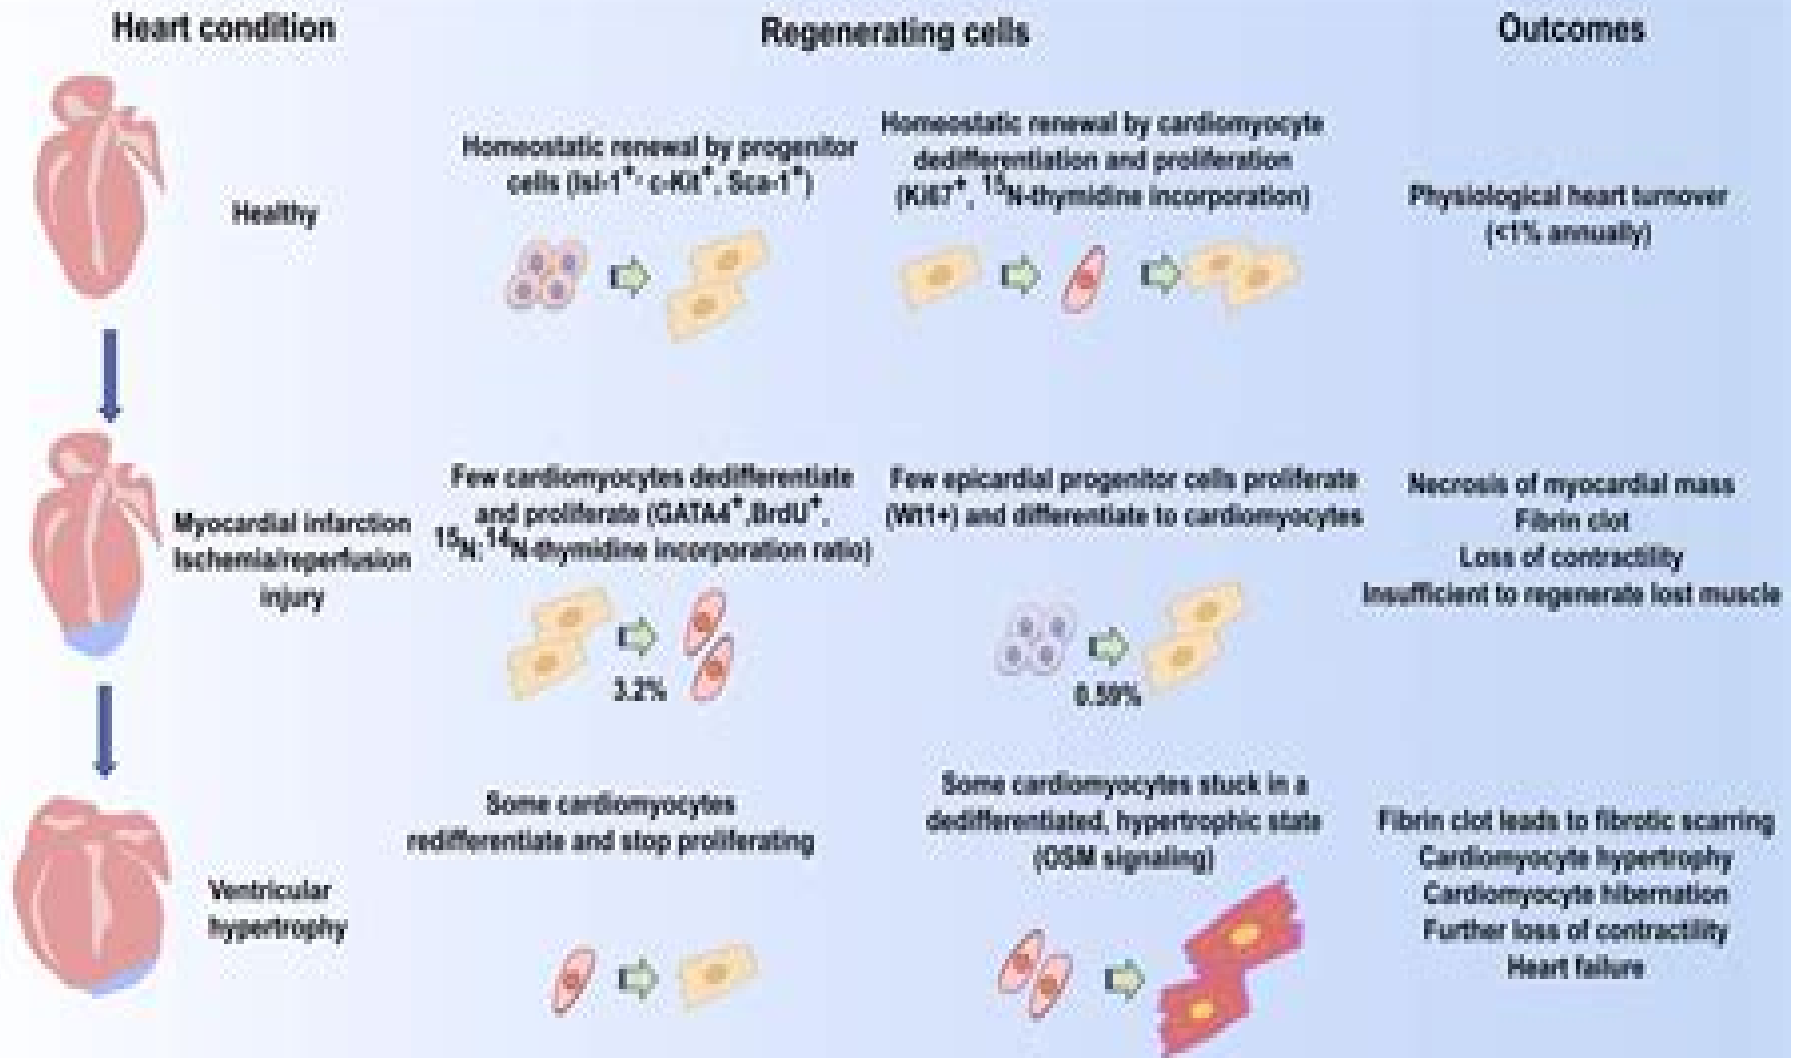 Heart condition
Regenerating cells
Outcomes
Healthy
Homeostatic renewal by progenitor
cells (Isl-1⁺, c-Kit⁺, Sca-1⁺)
Homeostatic renewal by cardiomyocyte
dedifferentiation and proliferation
(Ki67⁺, ¹⁵N-thymidine incorporation)
Physiological heart turnover
(<1% annually)
Myocardial infarction
Ischemia/reperfusion
injury
Few cardiomyocytes dedifferentiate
and proliferate (GATA4⁺,BrdU⁺,
¹⁵N:¹⁴N-thymidine incorporation ratio)
3.2%
Few epicardial progenitor cells proliferate
(Wt1+) and differentiate to cardiomyocytes
0.59%
Necrosis of myocardial mass
Fibrin clot
Loss of contractility
Insufficient to regenerate lost muscle
Ventricular
hypertrophy
Some cardiomyocytes
redifferentiate and stop proliferating
Some cardiomyocytes stuck in a
dedifferentiated, hypertrophic state
(OSM signaling)
Fibrin clot leads to fibrotic scarring
Cardiomyocyte hypertrophy
Cardiomyocyte hibernation
Further loss of contractility
Heart failure